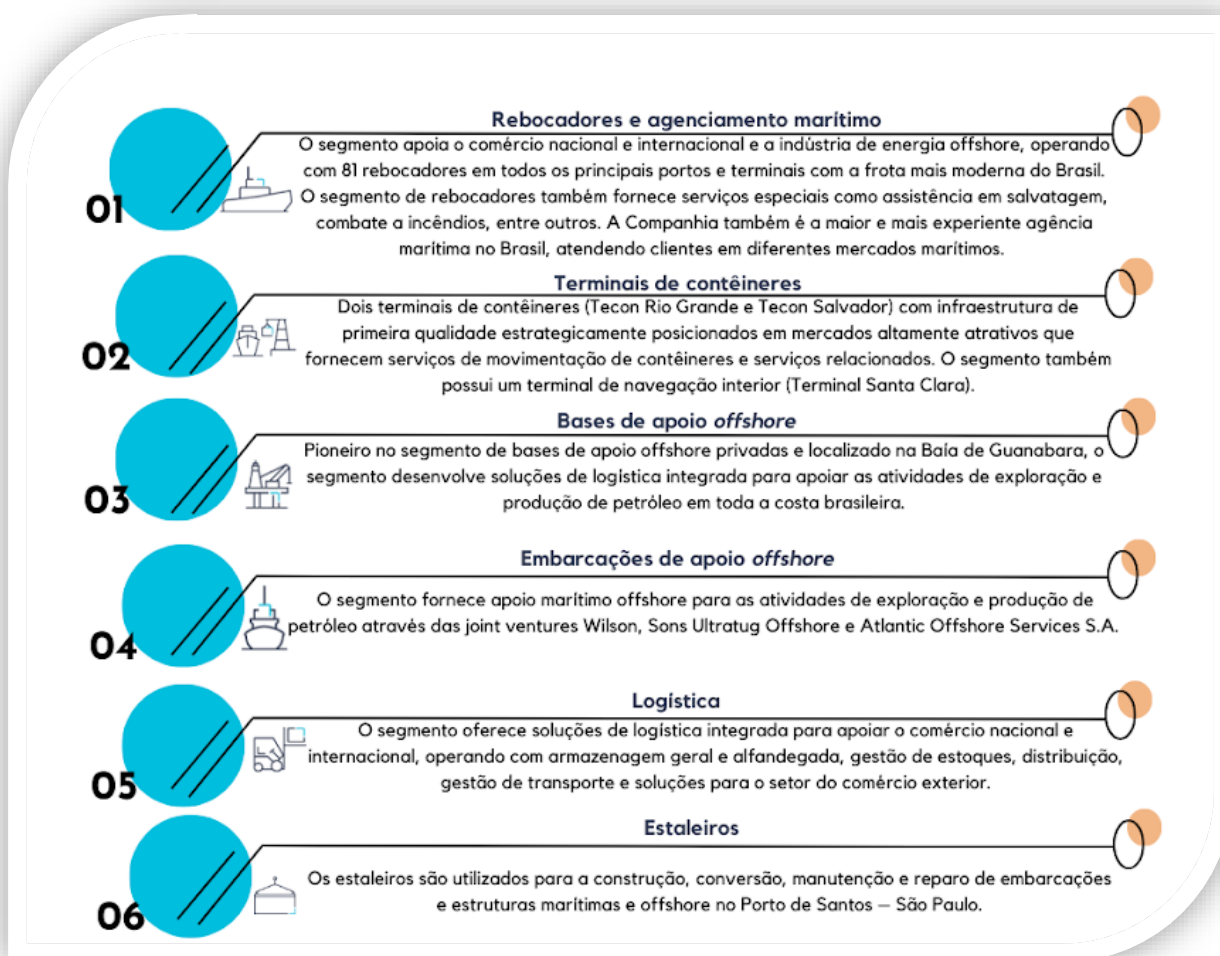 01
Rebocadores e agenciamento marítimo
O segmento apoia o comércio nacional e internacional e a indústria de energia offshore, operando
com 81 rebocadores em todos os principais portos e terminais com a frota mais moderna do Brasil.
O segmento de rebocadores também fornece serviços especiais como assistência em salvatagem,
combate a incêndios, entre outros. A Companhia também é a maior e mais experiente agência
marítima no Brasil, atendendo clientes em diferentes mercados marítimos.
02
Terminais de contêineres
Dois terminais de contêineres (Tecon Rio Grande e Tecon Salvador) com infraestrutura de
primeira qualidade estrategicamente posicionados em mercados altamente atrativos que
fornecem serviços de movimentação de contêineres e serviços relacionados. O segmento também
possui um terminal de navegação interior (Terminal Santa Clara).
03
Bases de apoio offshore
Pioneiro no segmento de bases de apoio offshore privadas e localizado na Baía de Guanabara, o
segmento desenvolve soluções de logística integrada para apoiar as atividades de exploração e
produção de petróleo em toda a costa brasileira.
04
Embarcações de apoio offshore
O segmento fornece apoio marítimo offshore para as atividades de exploração e produção de
petróleo através das joint ventures Wilson, Sons Ultratug Offshore e Atlantic Offshore Services S.A.
05
Logística
O segmento oferece soluções de logística integrada para apoiar o comércio nacional e
internacional, operando com armazenagem geral e alfandegada, gestão de estoques, distribuição,
gestão de transporte e soluções para o setor do comércio exterior.
06
Estaleiros
Os estaleiros são utilizados para a construção, conversão, manutenção e reparo de embarcações
e estruturas marítimas e offshore no Porto de Santos – São Paulo.